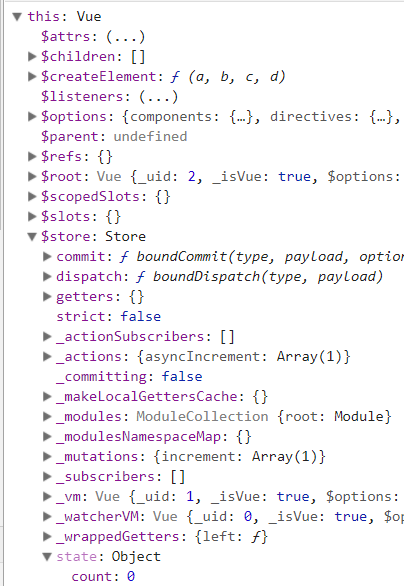 this: Vue
$attrs: (...)
$children: []
$createElement: ƒ (a, b, c, d)
$listeners: (...)
$options: {components: {…}, directives: {…},
$parent: undefined
$refs: {}
$root: Vue {_uid: 2, _isVue: true, $options:
$scopedSlots: {}
$slots: {}
$store: Store
commit: ƒ boundCommit(type, payload, option
dispatch: ƒ boundDispatch(type, payload)
getters: {}
strict: false
_actionSubscribers: []
_actions: {asyncIncrement: Array(1)}
_committing: false
_makeLocalGettersCache: {}
_modules: ModuleCollection {root: Module}
_modulesNamespaceMap: {}
_mutations: {increment: Array(1)}
_subscribers: []
_vm: Vue {_uid: 1, _isVue: true, $options:
_watcherVM: Vue {_uid: 0, _isVue: true, $op
_wrappedGetters: {left: ƒ}
state: Object
count: 0